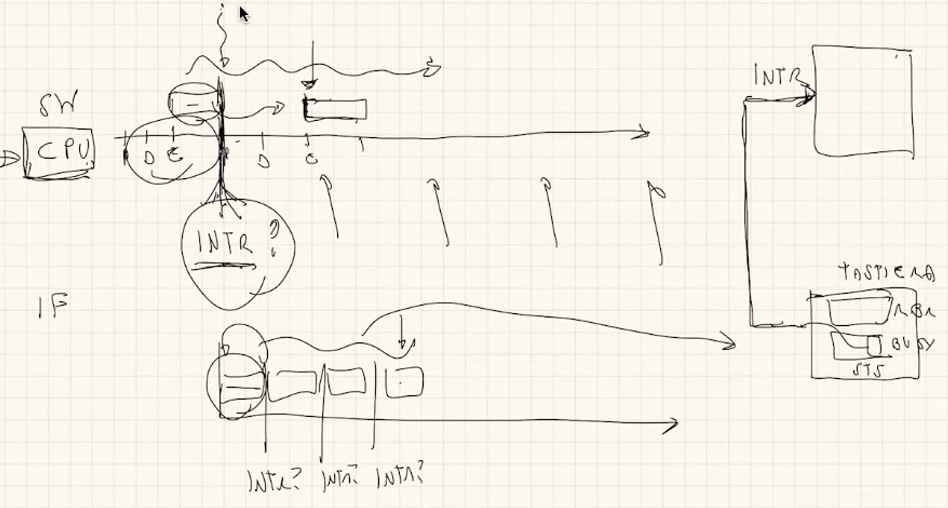 INTR
SW
CPU
D E
D
E
INTR ?
IF
TASTIERA
RBR
BUSY
STS
INTR? INTR? INTR?